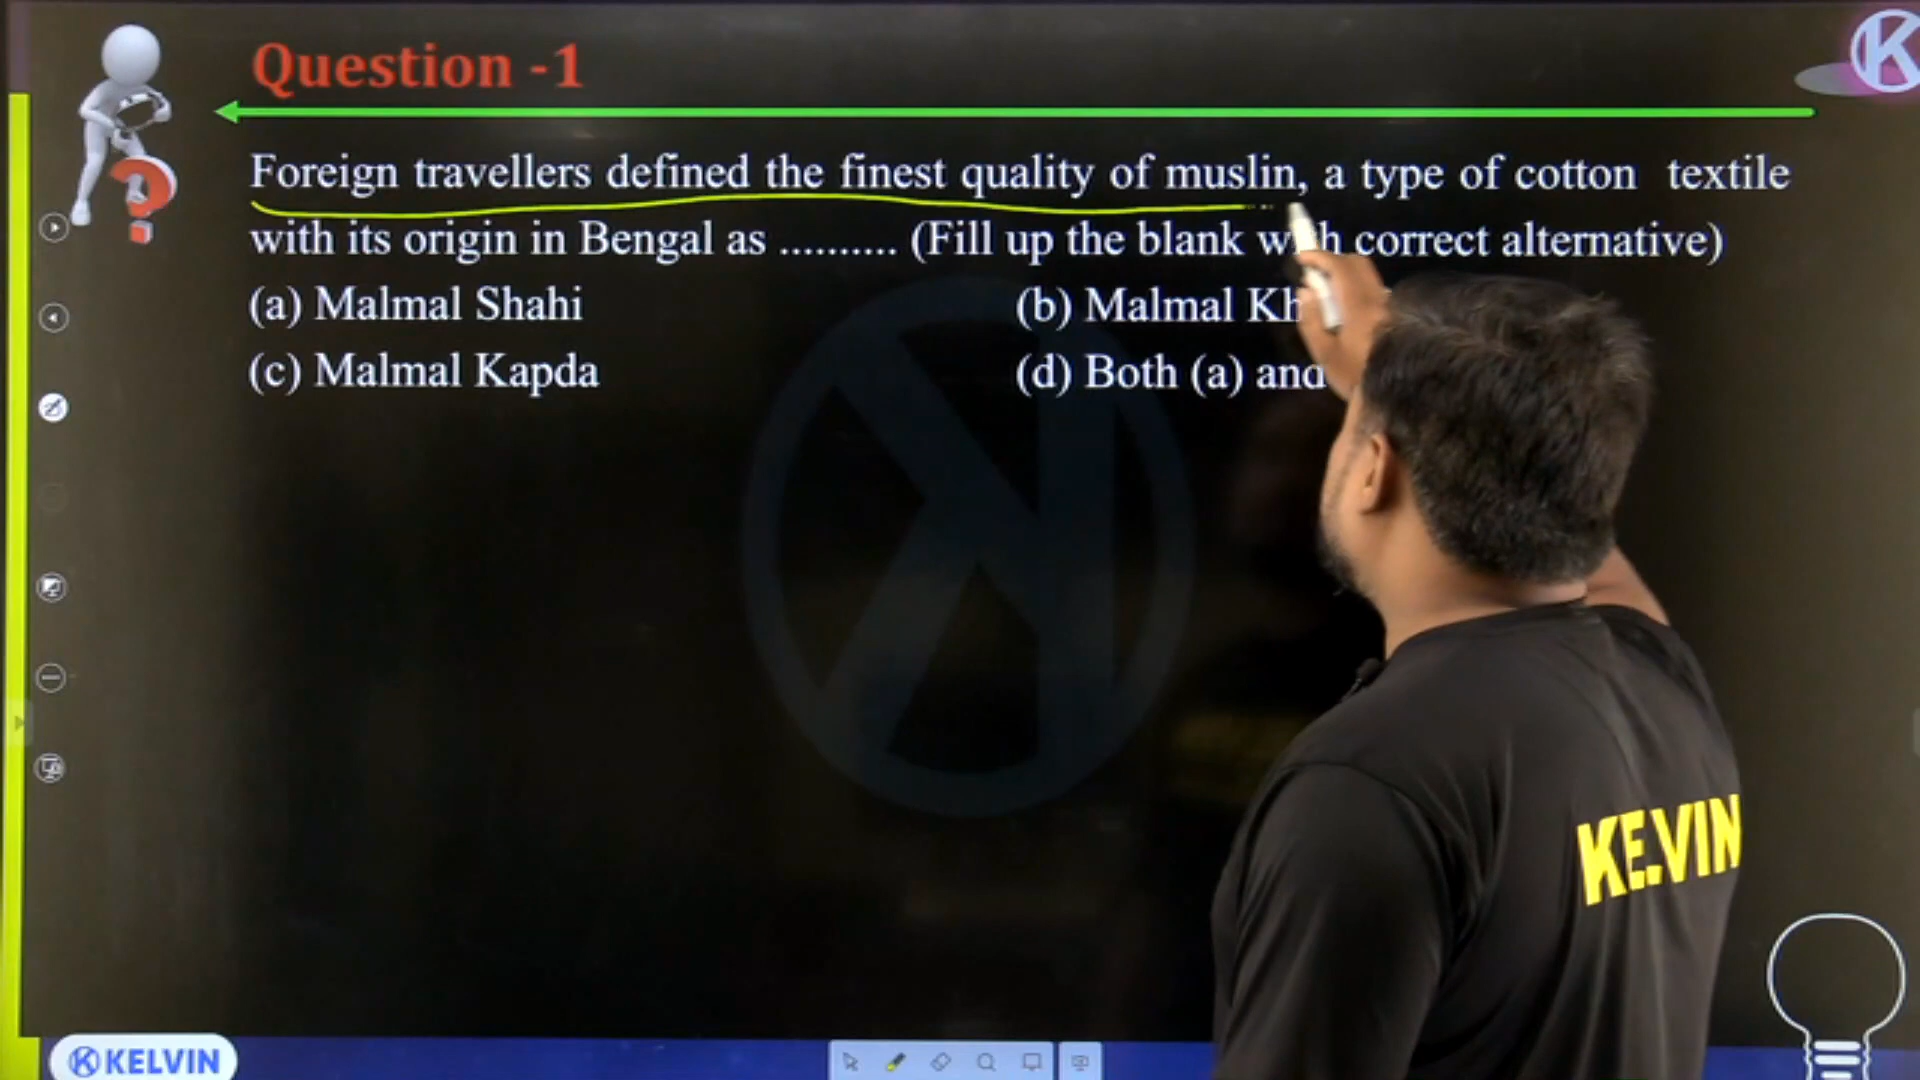 Question -1
Foreign travellers defined the finest quality of muslin, a type of cotton textile
with its origin in Bengal as .......... (Fill up the blank with correct alternative)
(a) Malmal Shahi
(b) Malmal
(c) Malmal Kapda
(d) Both (a) and
KELVIN
KELVIN